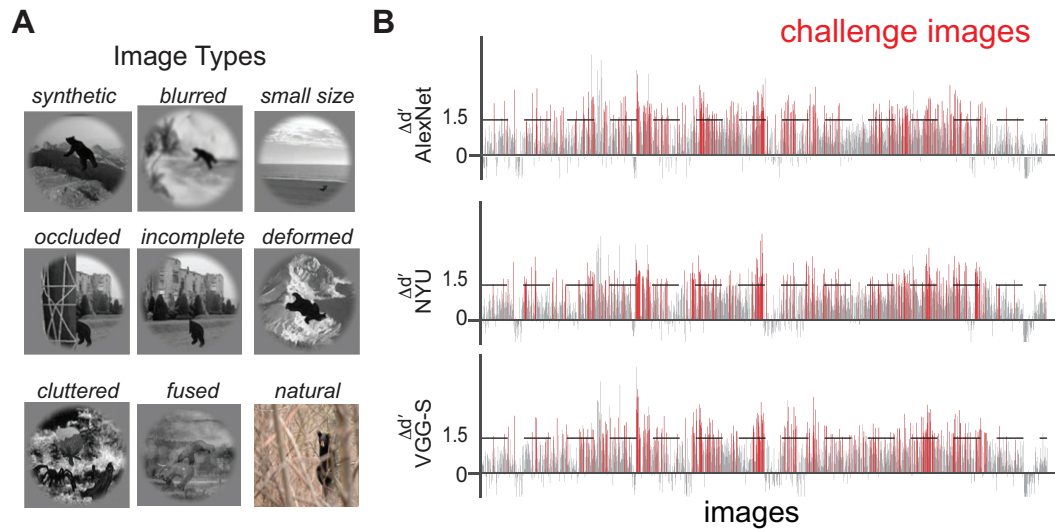 A
Image Types
synthetic blurred small size
occluded incomplete deformed
cluttered fused natural
B
challenge images
Δd′
AlexNet
1.5
0
Δd′
NYU
1.5
0
Δd′
VGG-S
1.5
0
images